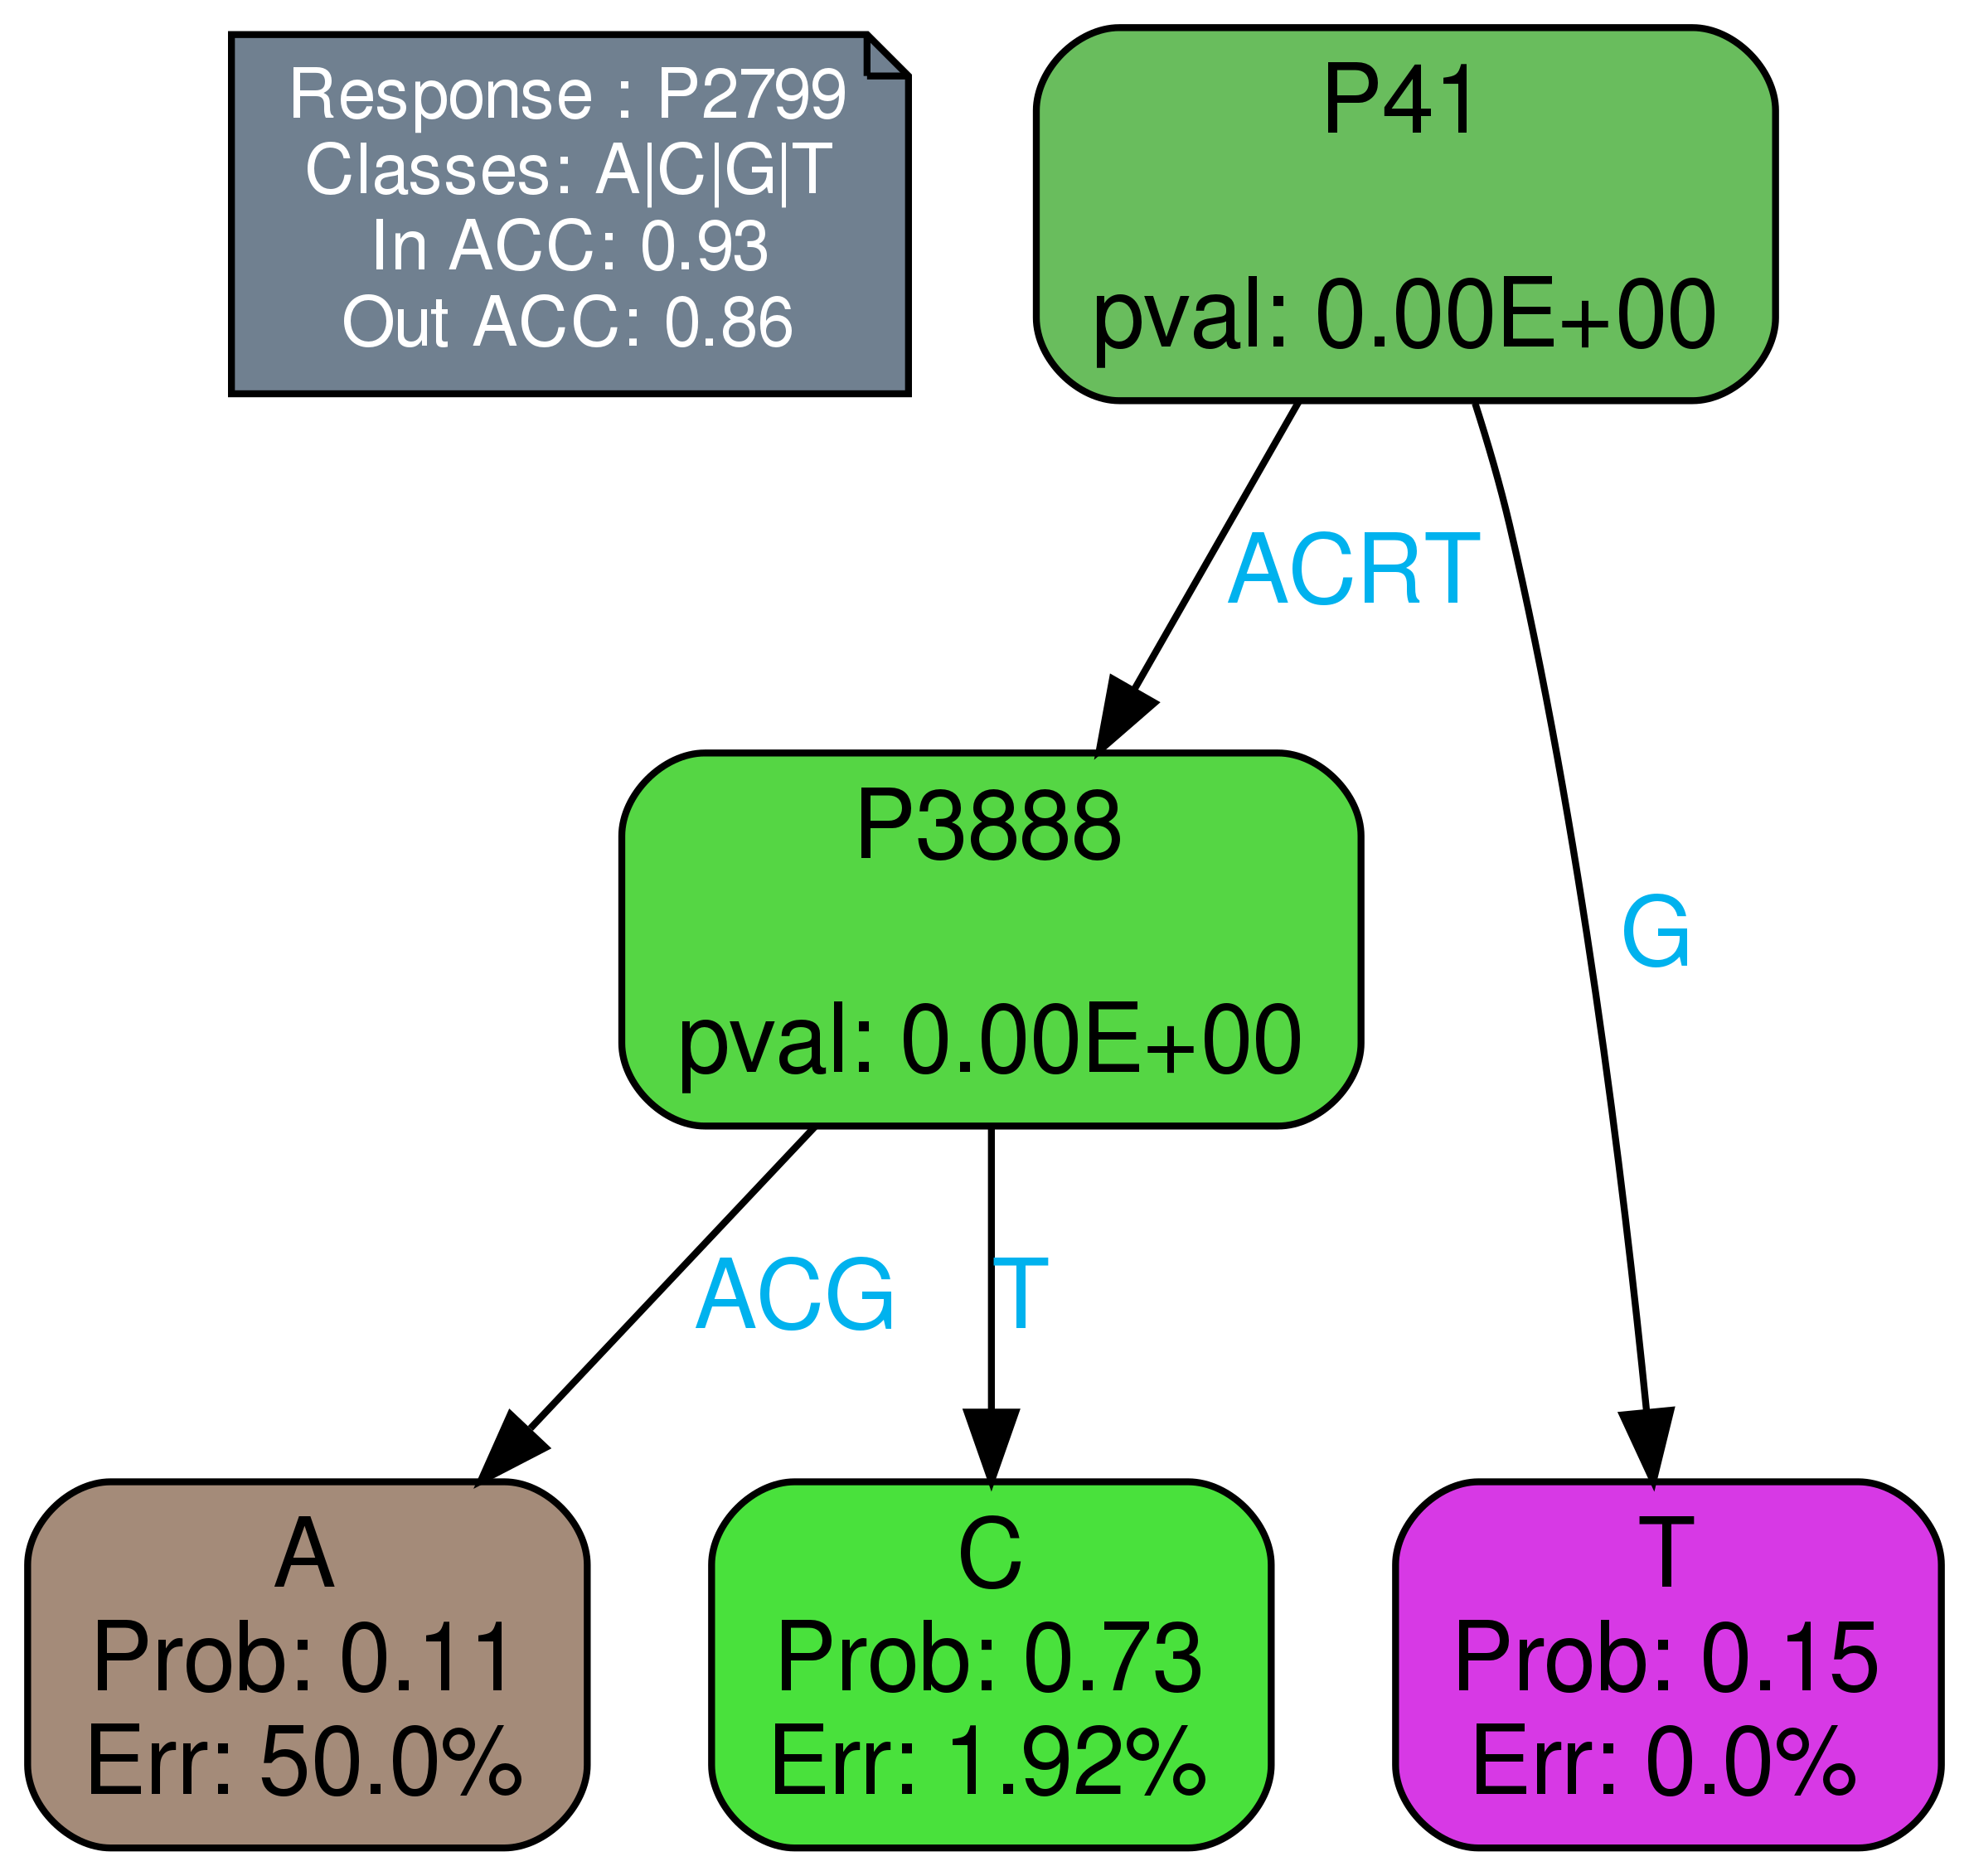 Response : P2799
Classes: A|C|G|T
In ACC: 0.93
Out ACC: 0.86
P41
pval: 0.00E+00
ACRT
P3888
pval: 0.00E+00
G
ACG
T
A
Prob: 0.11
Err: 50.0%
C
Prob: 0.73
Err: 1.92%
T
Prob: 0.15
Err: 0.0%